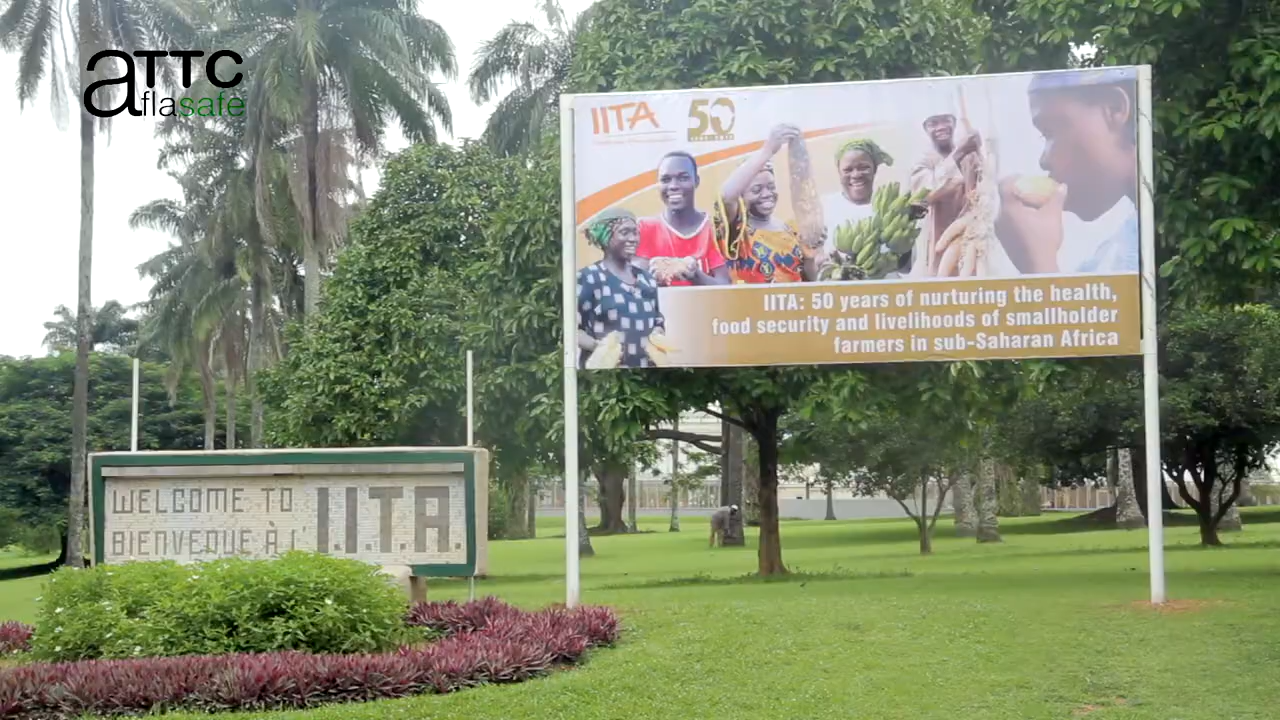 aTTC
aflasafe
IITA 50
IITA: 50 years of nurturing the health,
food security and livelihoods of smallholder
farmers in sub-Saharan Africa
WELCOME TO I.I.T.A.
BIENVENUE À L'